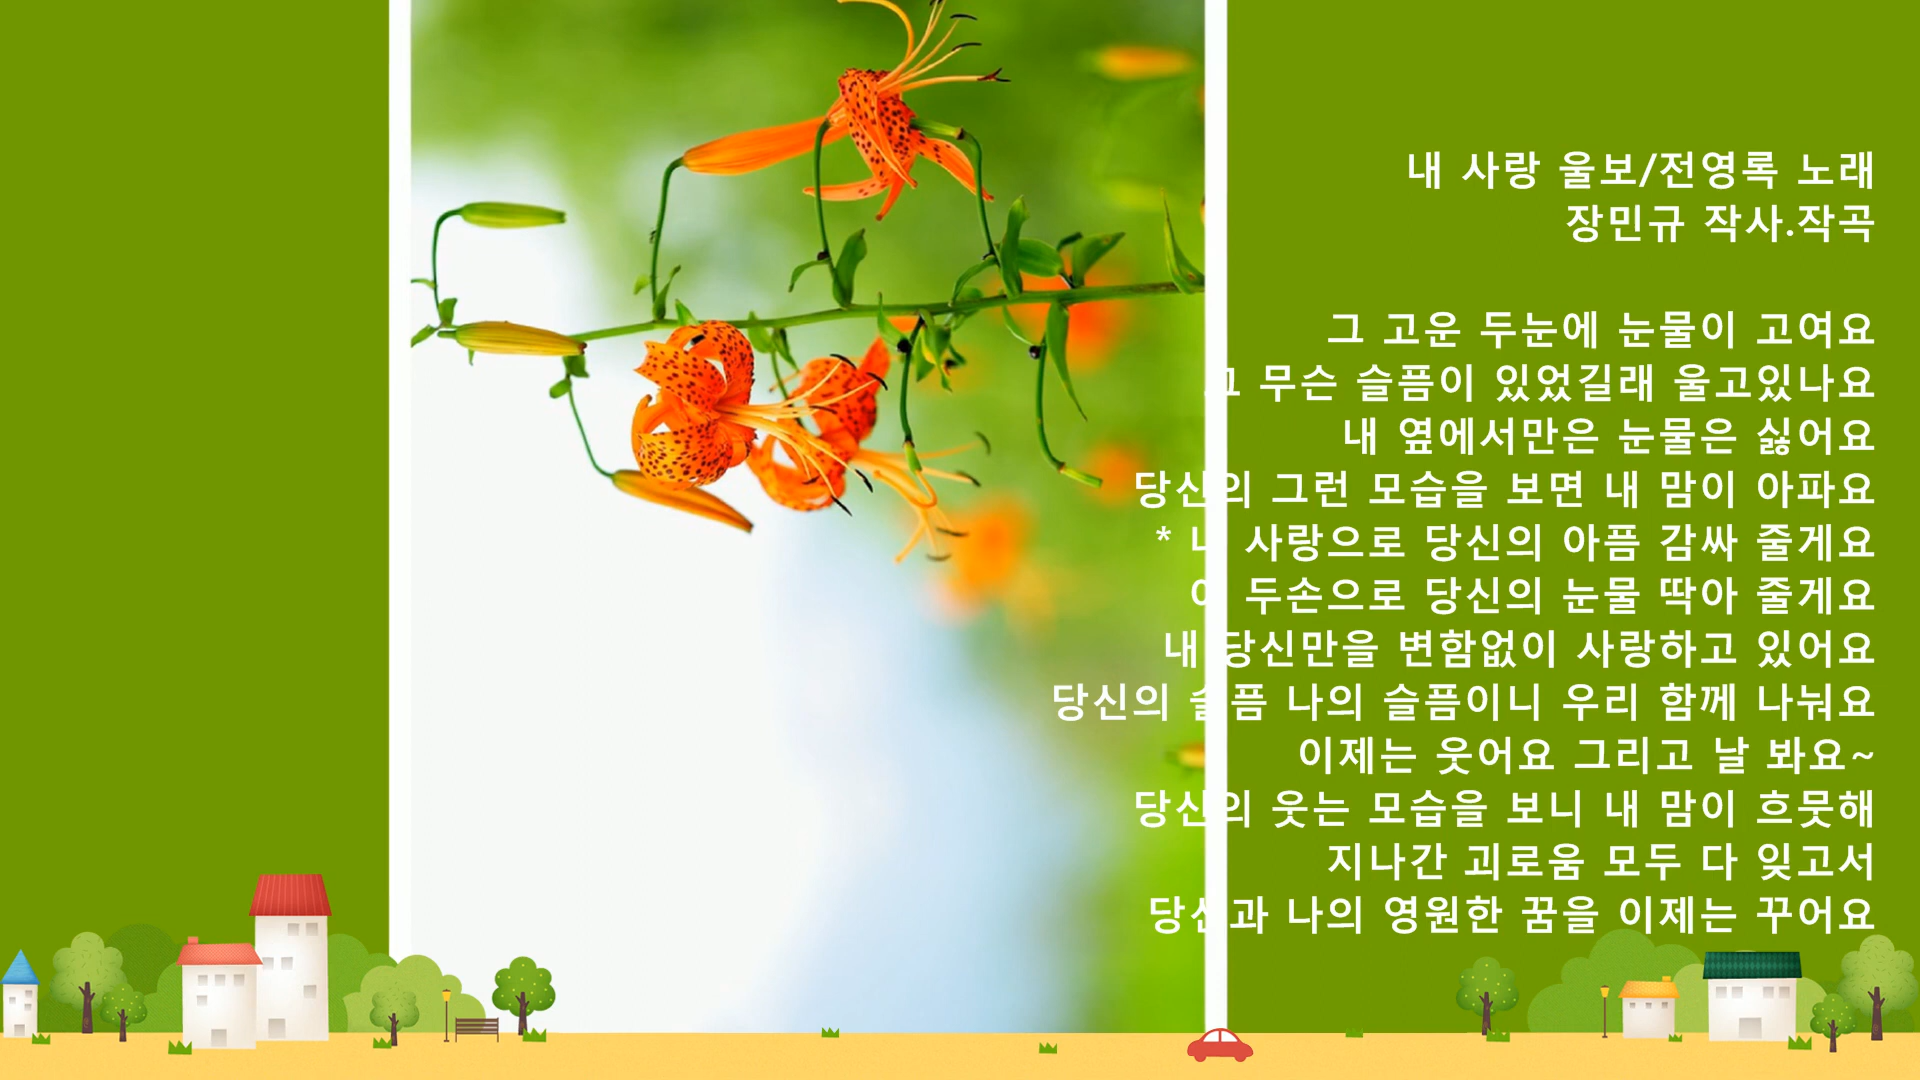 내 사랑 울보/전영록 노래
장민규 작사.작곡
그 고운 두눈에 눈물이 고여요
그 무슨 슬픔이 있었길래 울고있나요
내 옆에서만은 눈물은 싫어요
당신의 그런 모습을 보면 내 맘이 아파요
* 내 사랑으로 당신의 아픔 감싸 줄게요
이 두손으로 당신의 눈물 딱아 줄게요
내 당신만을 변함없이 사랑하고 있어요
당신의 슬픔 나의 슬픔이니 우리 함께 나눠요
이제는 웃어요 그리고 날 봐요~
당신의 웃는 모습을 보니 내 맘이 흐뭇해
지나간 괴로움 모두 다 잊고서
당신과 나의 영원한 꿈을 이제는 꾸어요